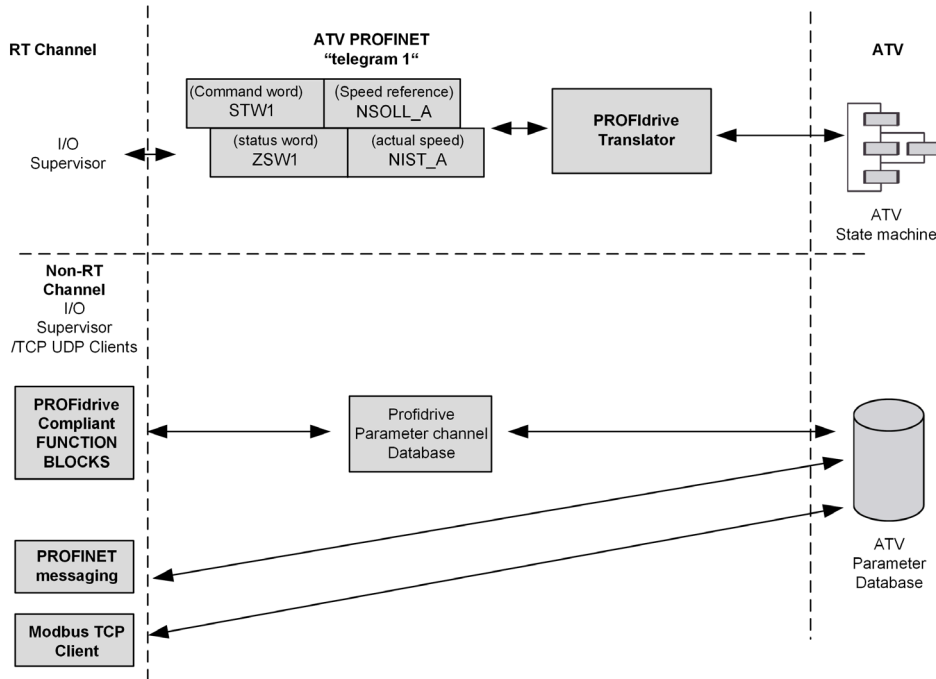 RT Channel
ATV PROFINET
“telegram 1“
ATV
(Command word)
STW1
(Speed reference)
NSOLL_A
(status word)
ZSW1
(actual speed)
NIST_A
PROFIdrive
Translator
I/O
Supervisor
ATV
State machine
Non-RT
Channel
I/O
Supervisor
/TCP UDP Clients
PROFidrive
Compliant
FUNCTION
BLOCKS
Profidrive
Parameter channel
Database
PROFINET
messaging
ATV
Parameter
Database
Modbus TCP
Client